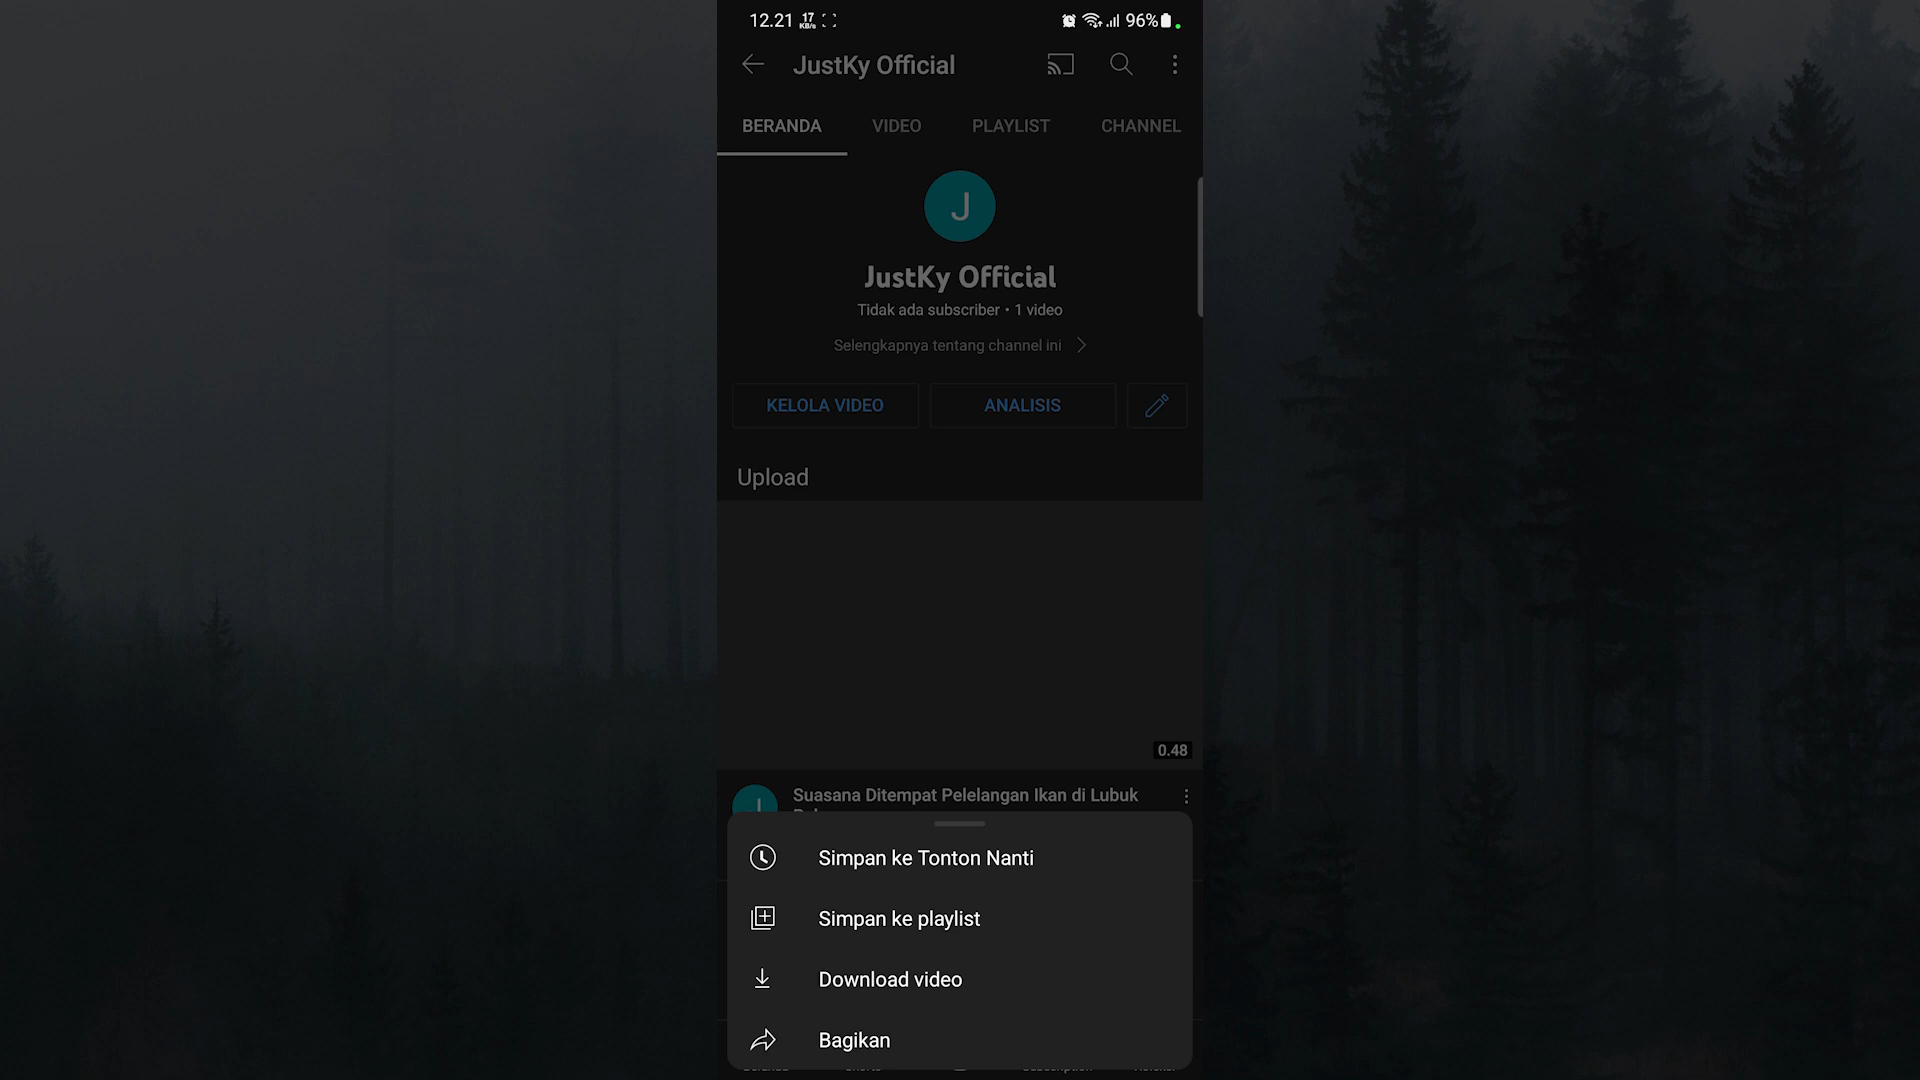 12.21 17 KB/s 96%
JustKy Official
BERANDA VIDEO PLAYLIST CHANNEL
J
JustKy Official
Tidak ada subscriber • 1 video
Selengkapnya tentang channel ini
KELOLA VIDEO ANALISIS
Upload
0.48
Suasana Ditempat Pelelangan Ikan di Lubuk
Simpan ke Tonton Nanti
Simpan ke playlist
Download video
Bagikan